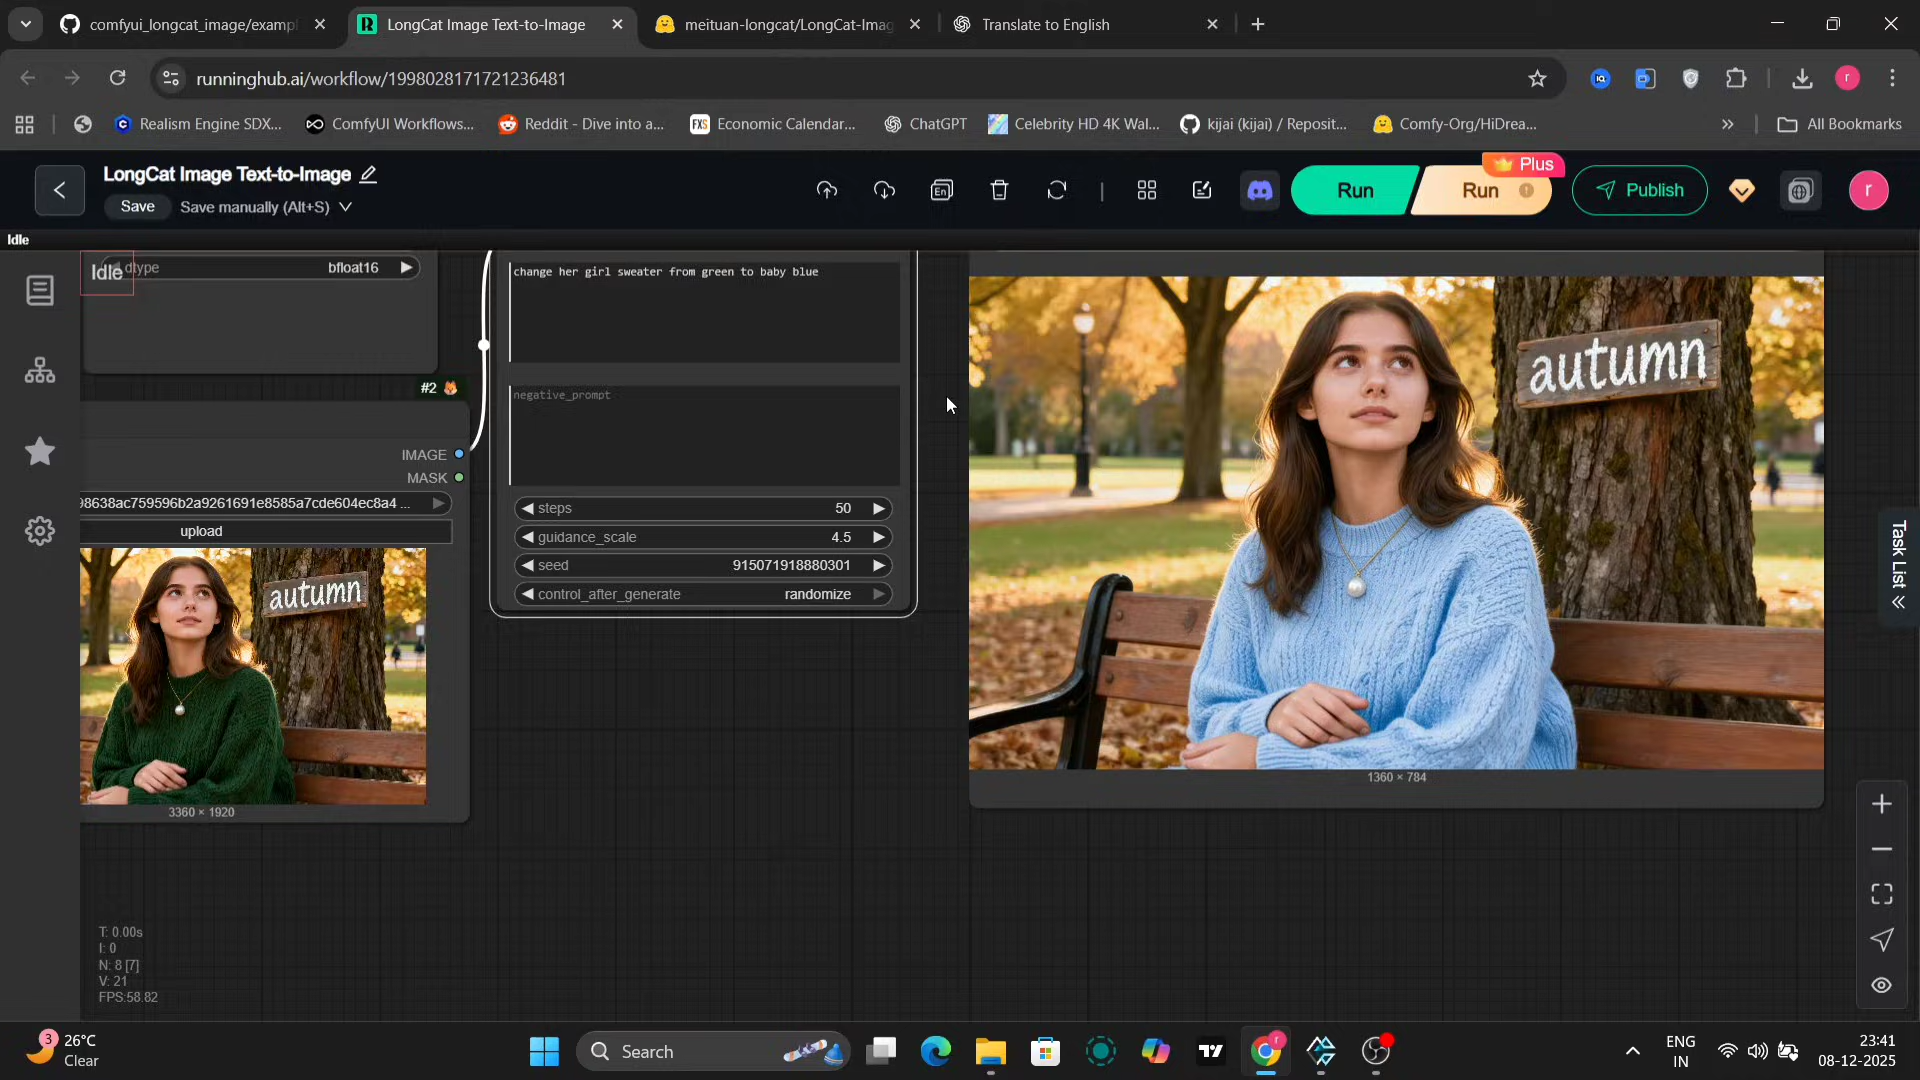 comfyui_longcat_image/exampl
LongCat Image Text-to-Image
meituan-longcat/LongCat-Imag
Translate to English
runninghub.ai/workflow/1998028171721236481
Realism Engine SDX...
ComfyUI Workflows...
Reddit - Dive into a...
Economic Calendar...
ChatGPT
Celebrity HD 4K Wal...
kijai (kijai) / Reposit...
Comfy-Org/HiDrea...
All Bookmarks
LongCat Image Text-to-Image
Save
Save manually (Alt+S)
En
Run
Run
Plus
Publish
r
Idle
Idle
dtype
bfloat16
change her girl sweater from green to baby blue
negative_prompt
#2
IMAGE
MASK
98638ac759596b2a9261691e8585a7cde604ec8a4 ...
upload
autumn
3360 × 1920
steps
50
guidance_scale
4.5
seed
915071918880301
control_after_generate
randomize
autumn
1360 × 784
Task List
T: 0.00s
I: 0
N: 8 [7]
V: 21
FPS:58.82
3
26°C
Clear
Search
ENG
IN
23:41
08-12-2025